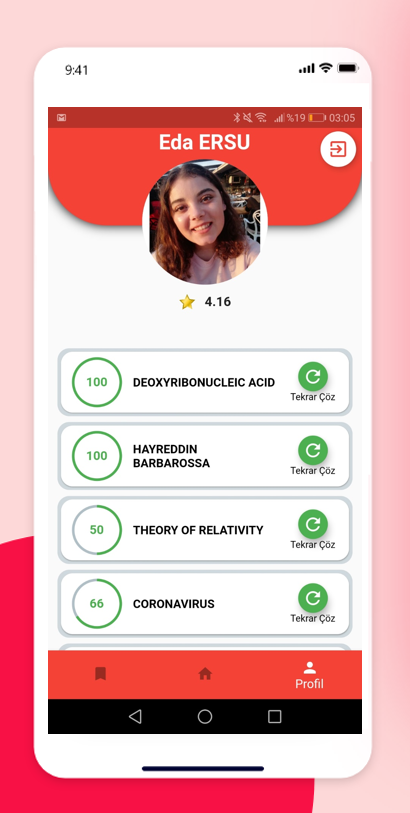 9:41
%19 03:05
Eda ERSU
4.16
100
DEOXYRIBONUCLEIC ACID
Tekrar Çöz
100
HAYREDDIN
BARBAROSSA
Tekrar Çöz
50
THEORY OF RELATIVITY
Tekrar Çöz
66
CORONAVIRUS
Tekrar Çöz
Profil